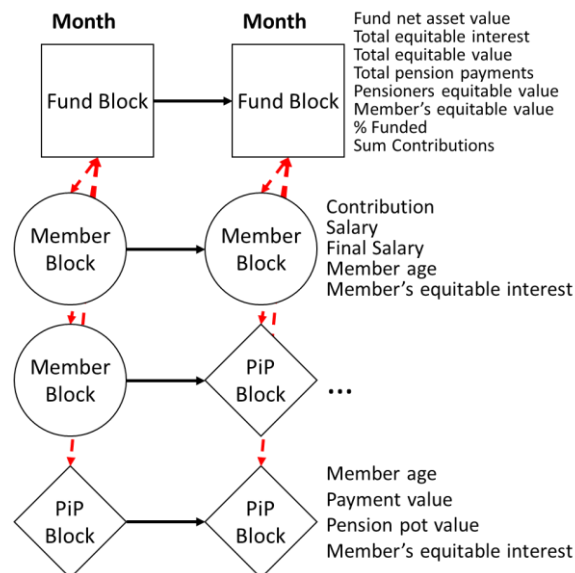 Month
Month
Fund net asset value
Total equitable interest
Total equitable value
Total pension payments
Pensioners equitable value
Member's equitable value
% Funded
Sum Contributions
Fund Block
Fund Block
Member
Block
Member
Block
Contribution
Salary
Final Salary
Member age
Member's equitable interest
Member
Block
PiP
Block
...
PiP
Block
PiP
Block
Member age
Payment value
Pension pot value
Member's equitable interest